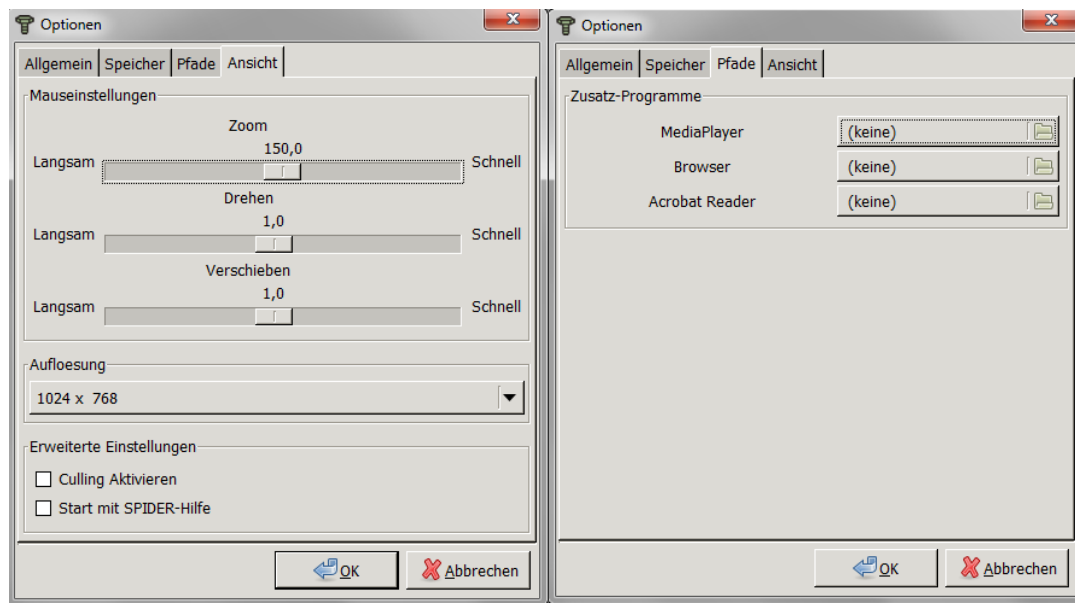 Optionen
Allgemein Speicher Pfade Ansicht
Mauseinstellungen
Zoom
150,0
Langsam Schnell
Drehen
1,0
Langsam Schnell
Verschieben
1,0
Langsam Schnell
Aufloesung
1024 x 768
Erweiterte Einstellungen
Culling Aktivieren
Start mit SPIDER-Hilfe
OK Abbrechen
Optionen
Allgemein Speicher Pfade Ansicht
Zusatz-Programme
MediaPlayer (keine)
Browser (keine)
Acrobat Reader (keine)
OK Abbrechen